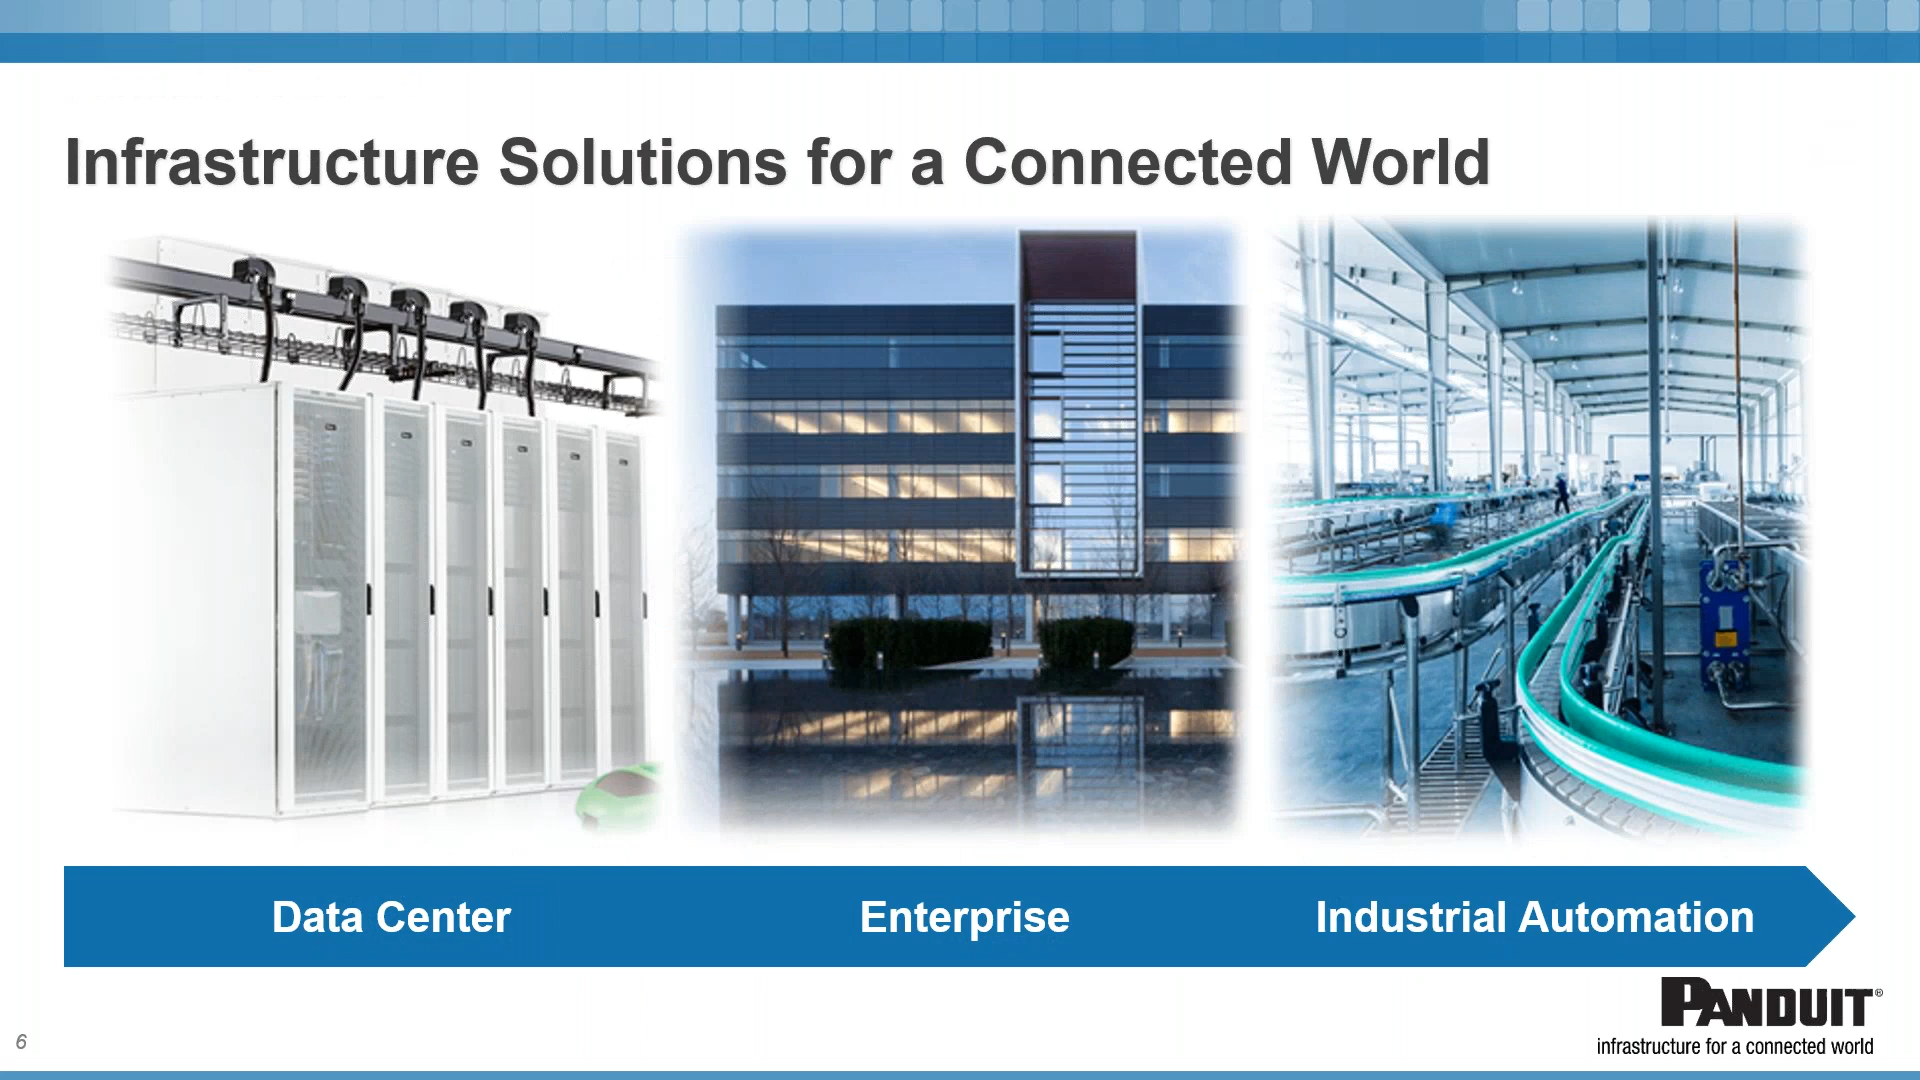 Infrastructure Solutions for a Connected World
Data Center
Enterprise
Industrial Automation
PANDUIT®
infrastructure for a connected world
6